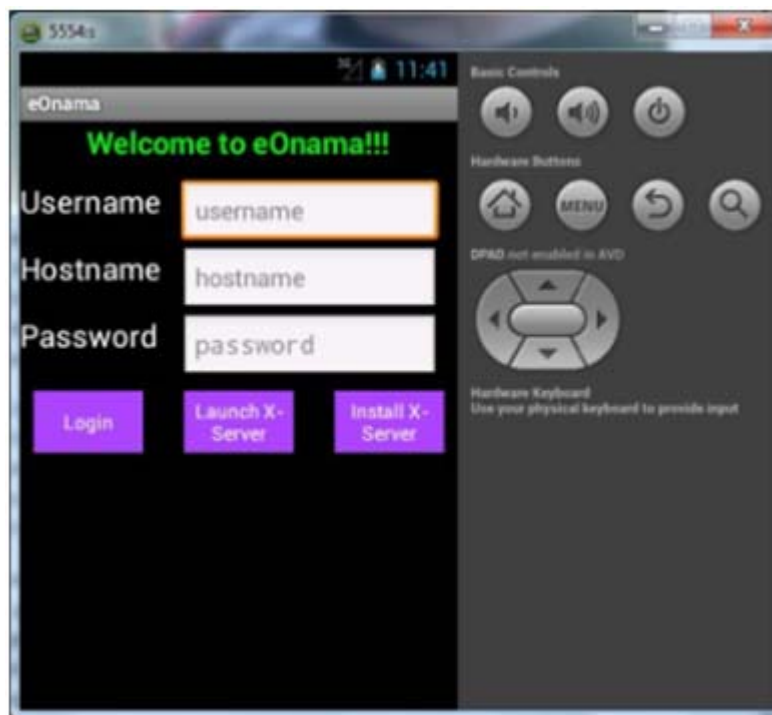 11:41
eOnama
Welcome to eOnama!!!
Username
username
Hostname
hostname
Password
password
Login
Launch X-
Server
Install X-
Server
Basic Controls
Hardware Buttons
MENU
DPAD not enabled in AVD
Hardware Keyboard
Use your physical keyboard to provide input